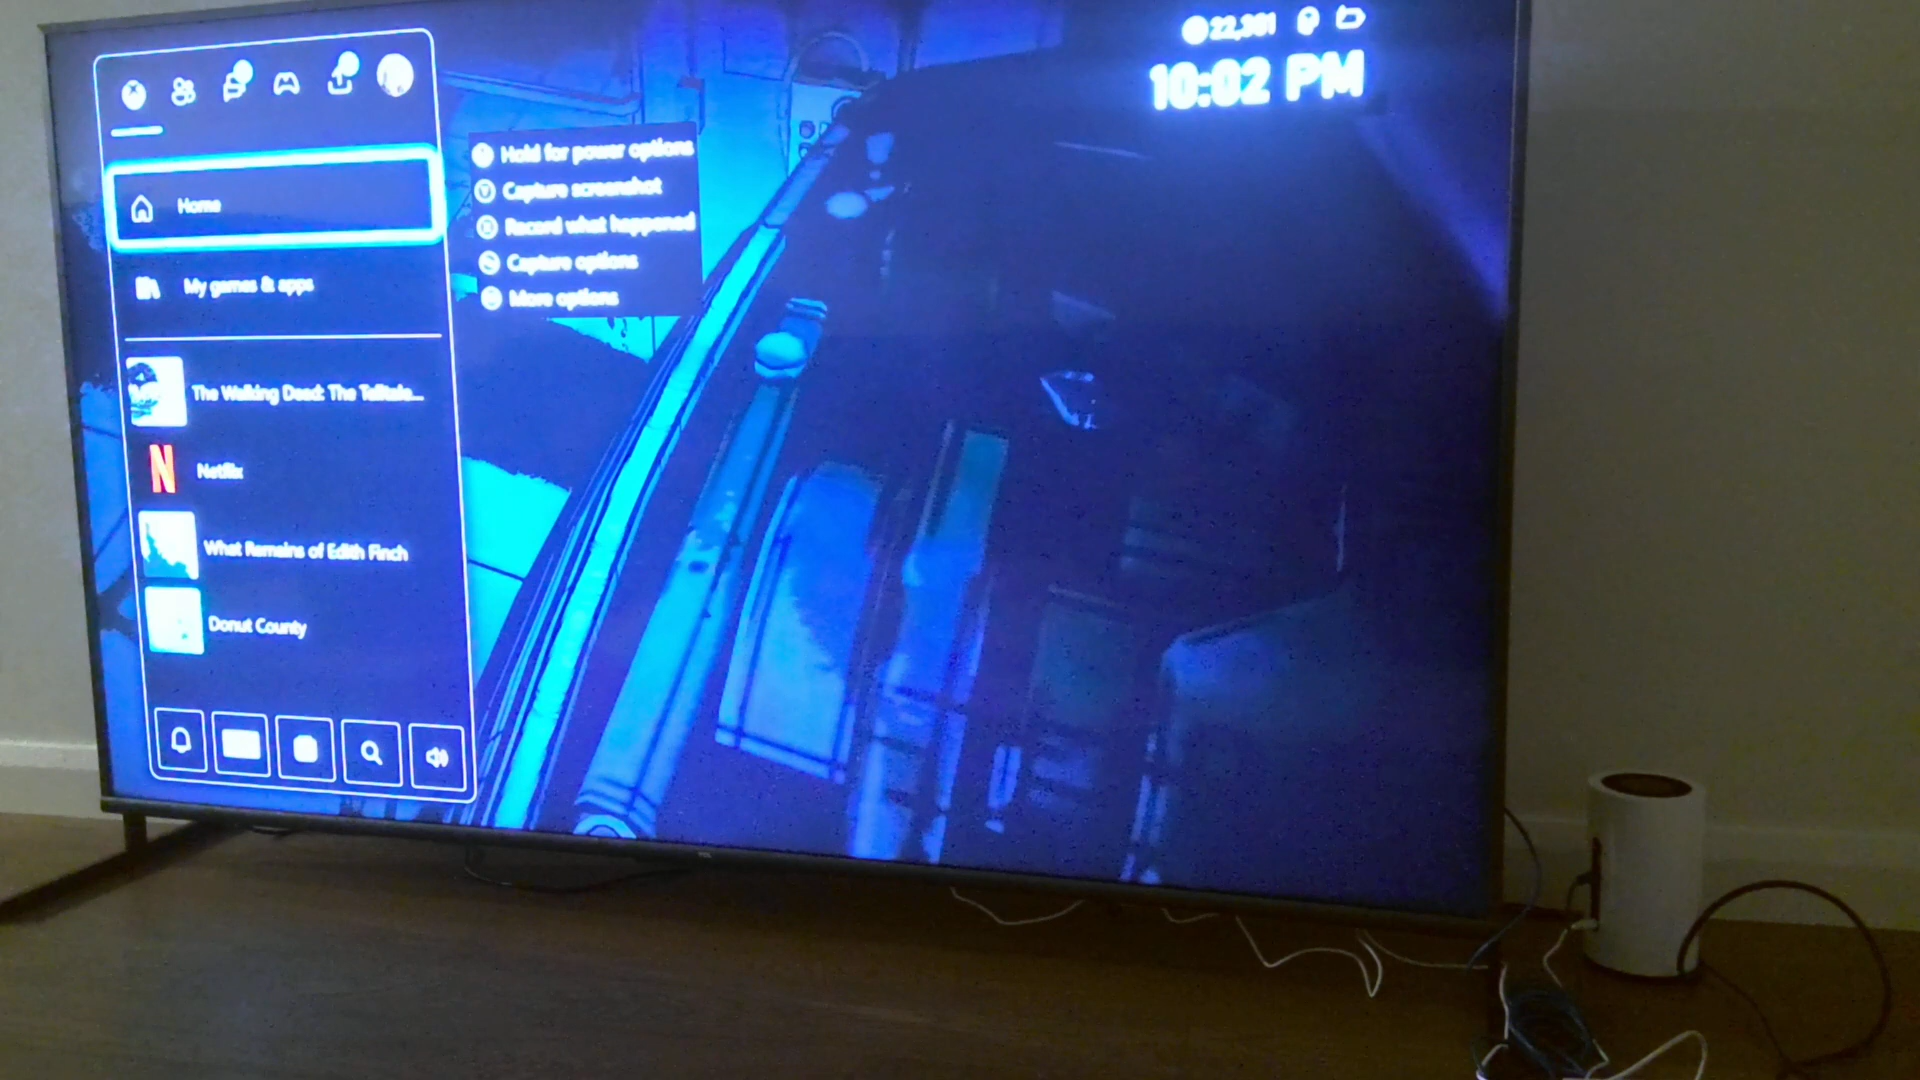 22,361
10:02 PM
Home
My games & apps
The Walking Dead: The Telltale...
N Netflix
What Remains of Edith Finch
Donut County
Hold for power options
Capture screenshot
Record what happened
Capture options
More options